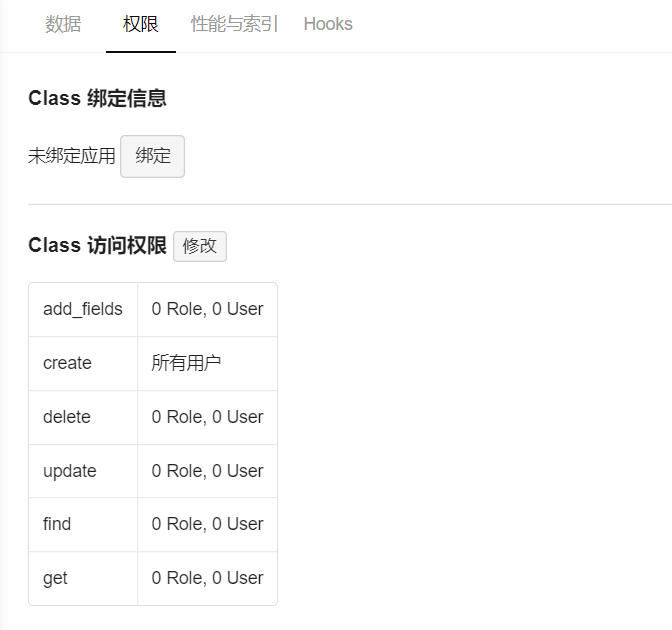 数据 权限 性能与索引 Hooks
Class 绑定信息
未绑定应用 绑定
Class 访问权限 修改
add_fields 0 Role, 0 User
create 所有用户
delete 0 Role, 0 User
update 0 Role, 0 User
find 0 Role, 0 User
get 0 Role, 0 User